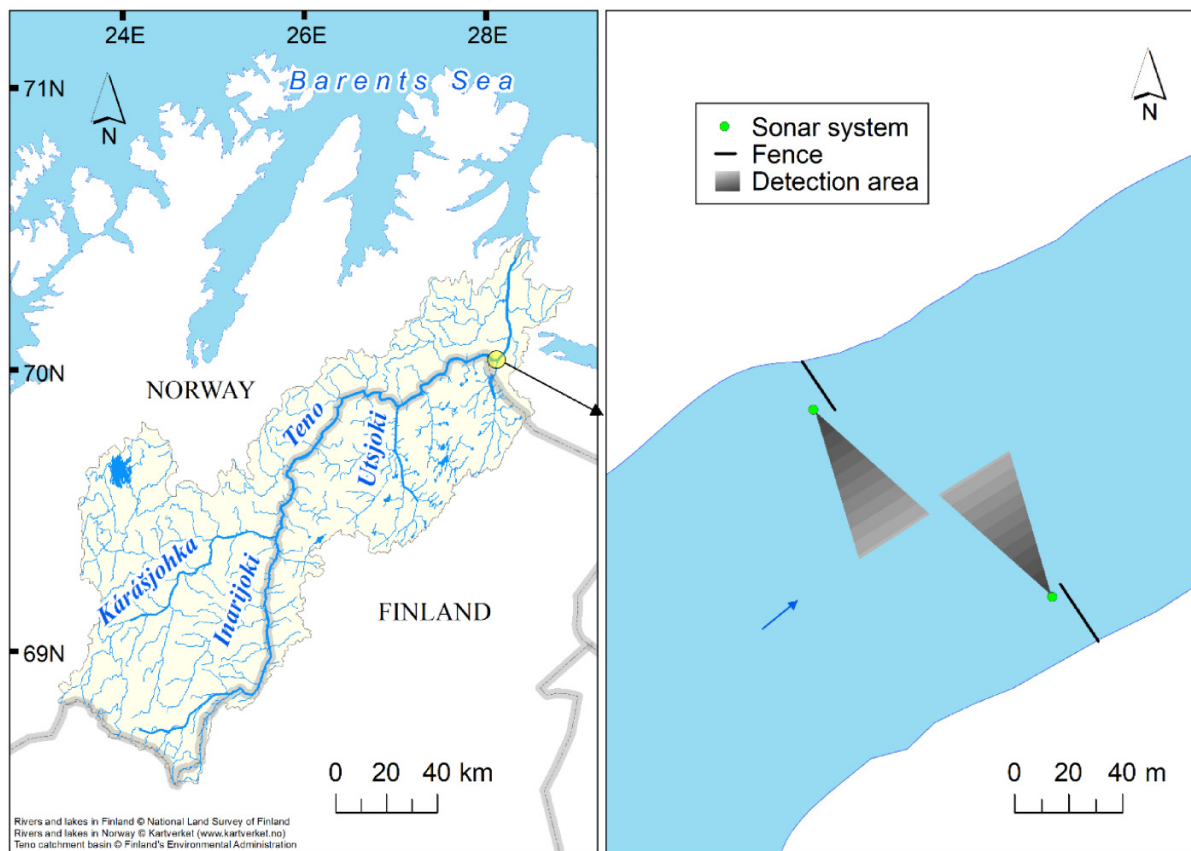 24E 26E 28E
Barents Sea
71N
N
70N
NORWAY
Teno
Utsjoki
Kárášjohka
Inarijoki
FINLAND
69N
0 20 40 km
Rivers and lakes in Finland © National Land Survey of Finland
Rivers and lakes in Norway © Kartverket (www.kartverket.no)
Teno catchment basin © Finland's Environmental Administration
N
Sonar system
Fence
Detection area
0 20 40 m